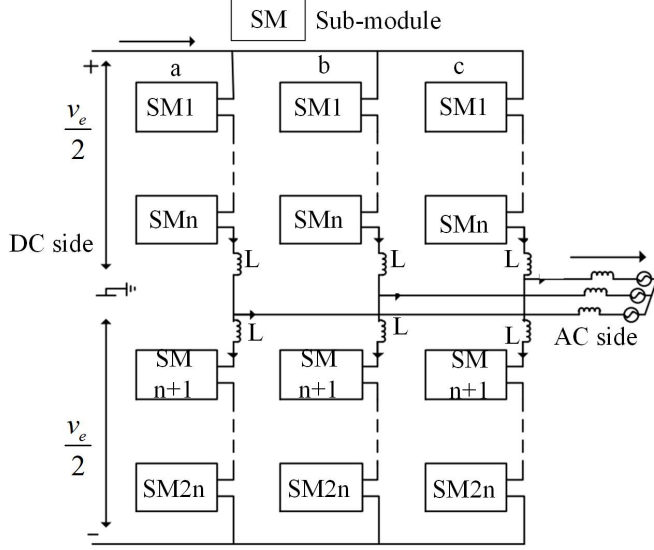 SM Sub-module
+ a b c
SM1 SM1 SM1
v_e/2
SMn SMn SMn
DC side
L L L
L L L
AC side
SM n+1 SM n+1 SM n+1
v_e/2
SM2n SM2n SM2n
−